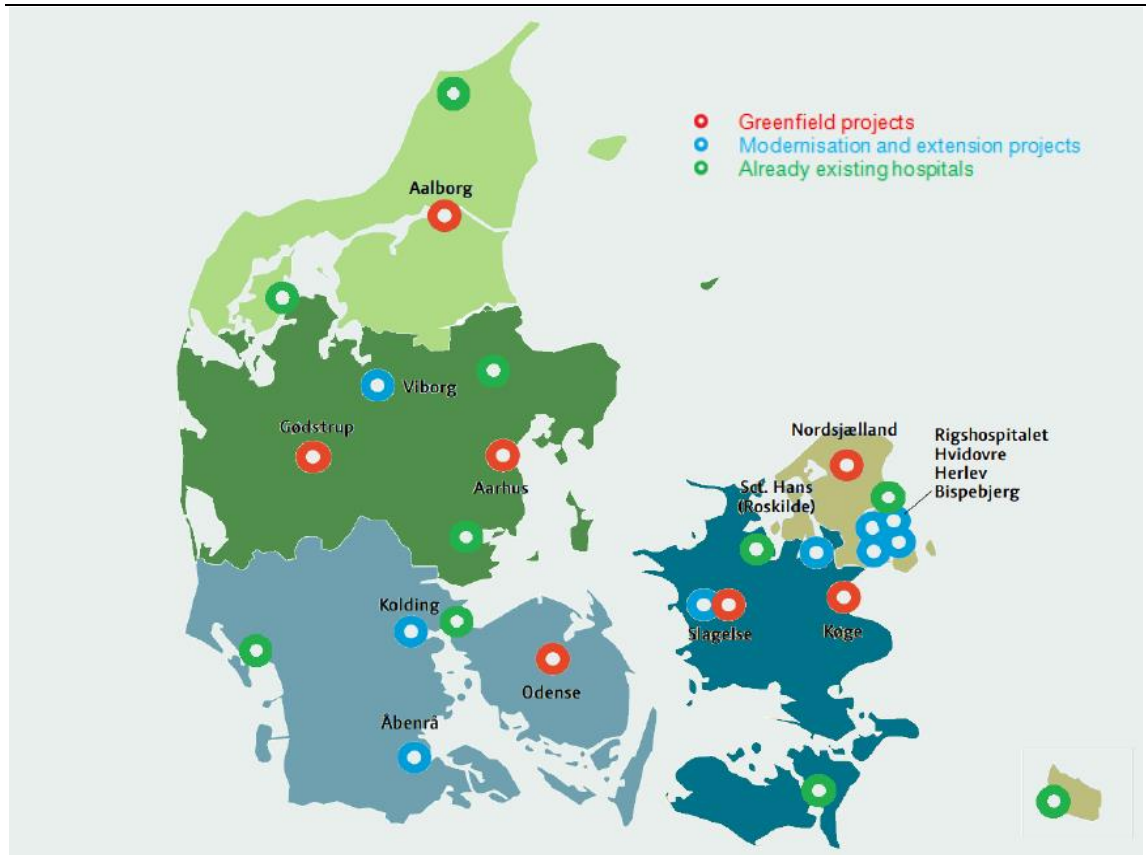 Greenfield projects
Modernisation and extension projects
Already existing hospitals
Aalborg
Viborg
Gødstrup
Aarhus
Nordsjælland
Rigshospitalet
Hvidovre
Herlev
Bispebjerg
Sct. Hans
(Roskilde)
Kolding
Slagelse
Køge
Odense
Åbenrå